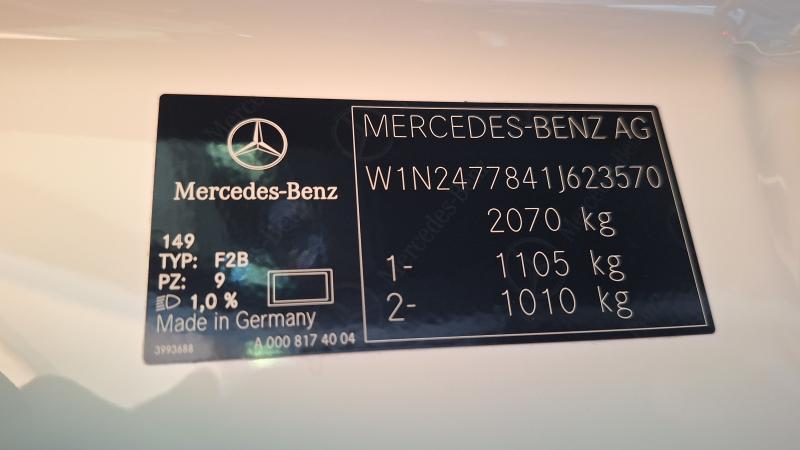 Mercedes-Benz
149
TYP: F2B
PZ: 9
1,0 %
Made in Germany
3993688
A 000 817 40 04
MERCEDES-BENZ AG
W1N2477841J623570
2070 kg
1- 1105 kg
2- 1010 kg